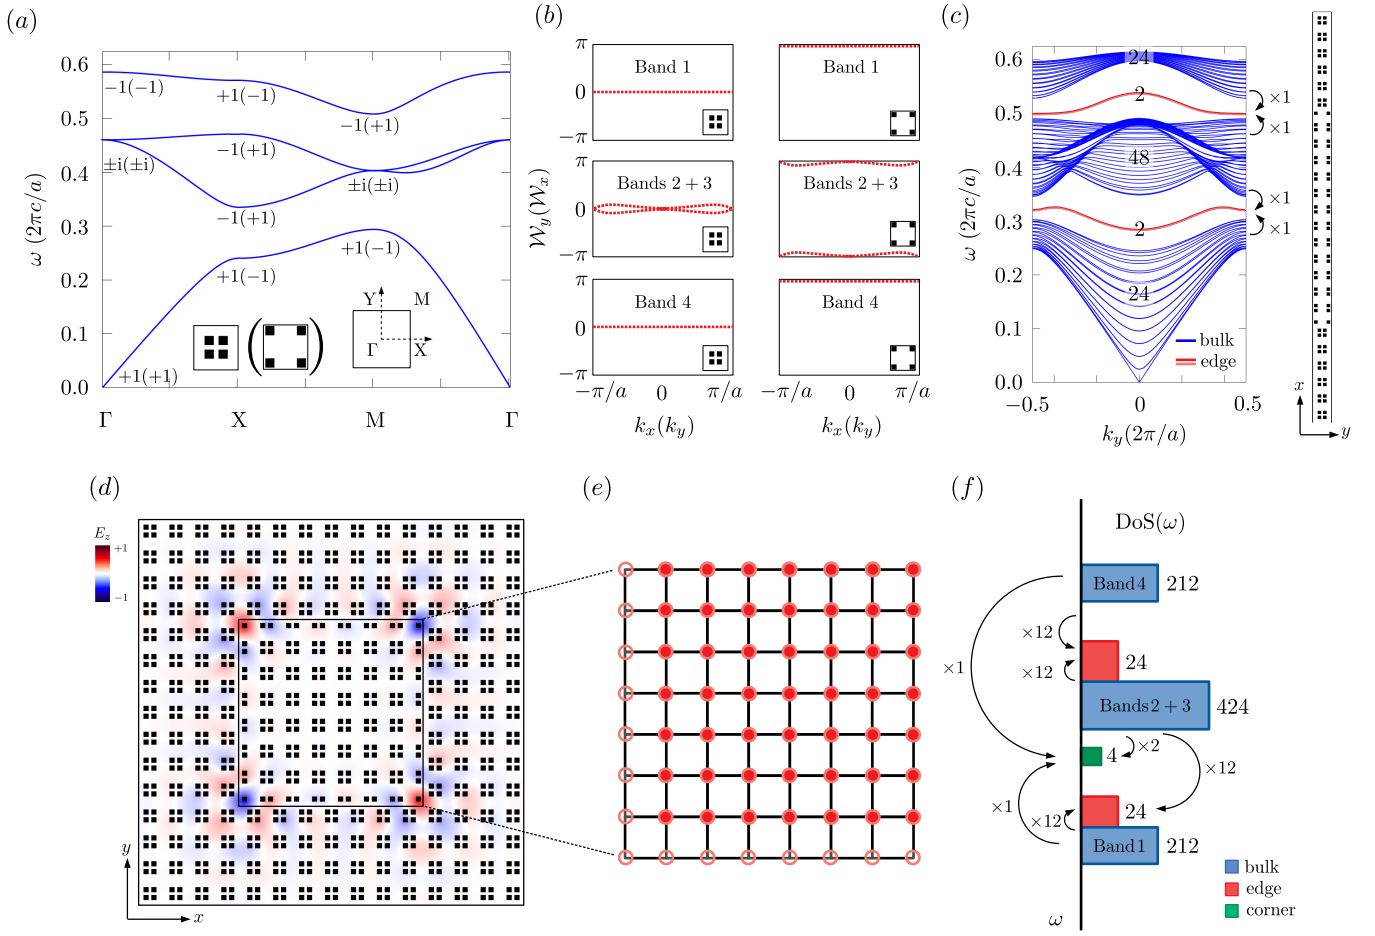 (a)
ω (2πc/a)
0.6
0.5
0.4
0.3
0.2
0.1
0.0
−1(−1)
+1(−1)
−1(+1)
±i(±i)
−1(+1)
±i(±i)
−1(+1)
+1(−1)
+1(−1)
+1(+1)
Y
M
Γ
X
Γ
X
M
Γ
(b)
𝒲y(𝒲x)
π
0
−π
Band 1
Band 1
π
0
−π
Bands 2 + 3
Bands 2 + 3
π
0
−π
Band 4
Band 4
−π/a
0
π/a
−π/a
0
π/a
kx(ky)
kx(ky)
(c)
ω (2πc/a)
0.6
0.5
0.4
0.3
0.2
0.1
0.0
24
2
48
2
24
×1
×1
×1
×1
bulk
edge
−0.5
0
0.5
ky(2π/a)
x
y
(d)
Ez
+1
−1
y
x
(e)
(f)
DoS(ω)
Band 4
212
×12
×12
24
×1
Bands 2 + 3
424
×2
4
×12
×1
×12
24
Band 1
212
ω
bulk
edge
corner